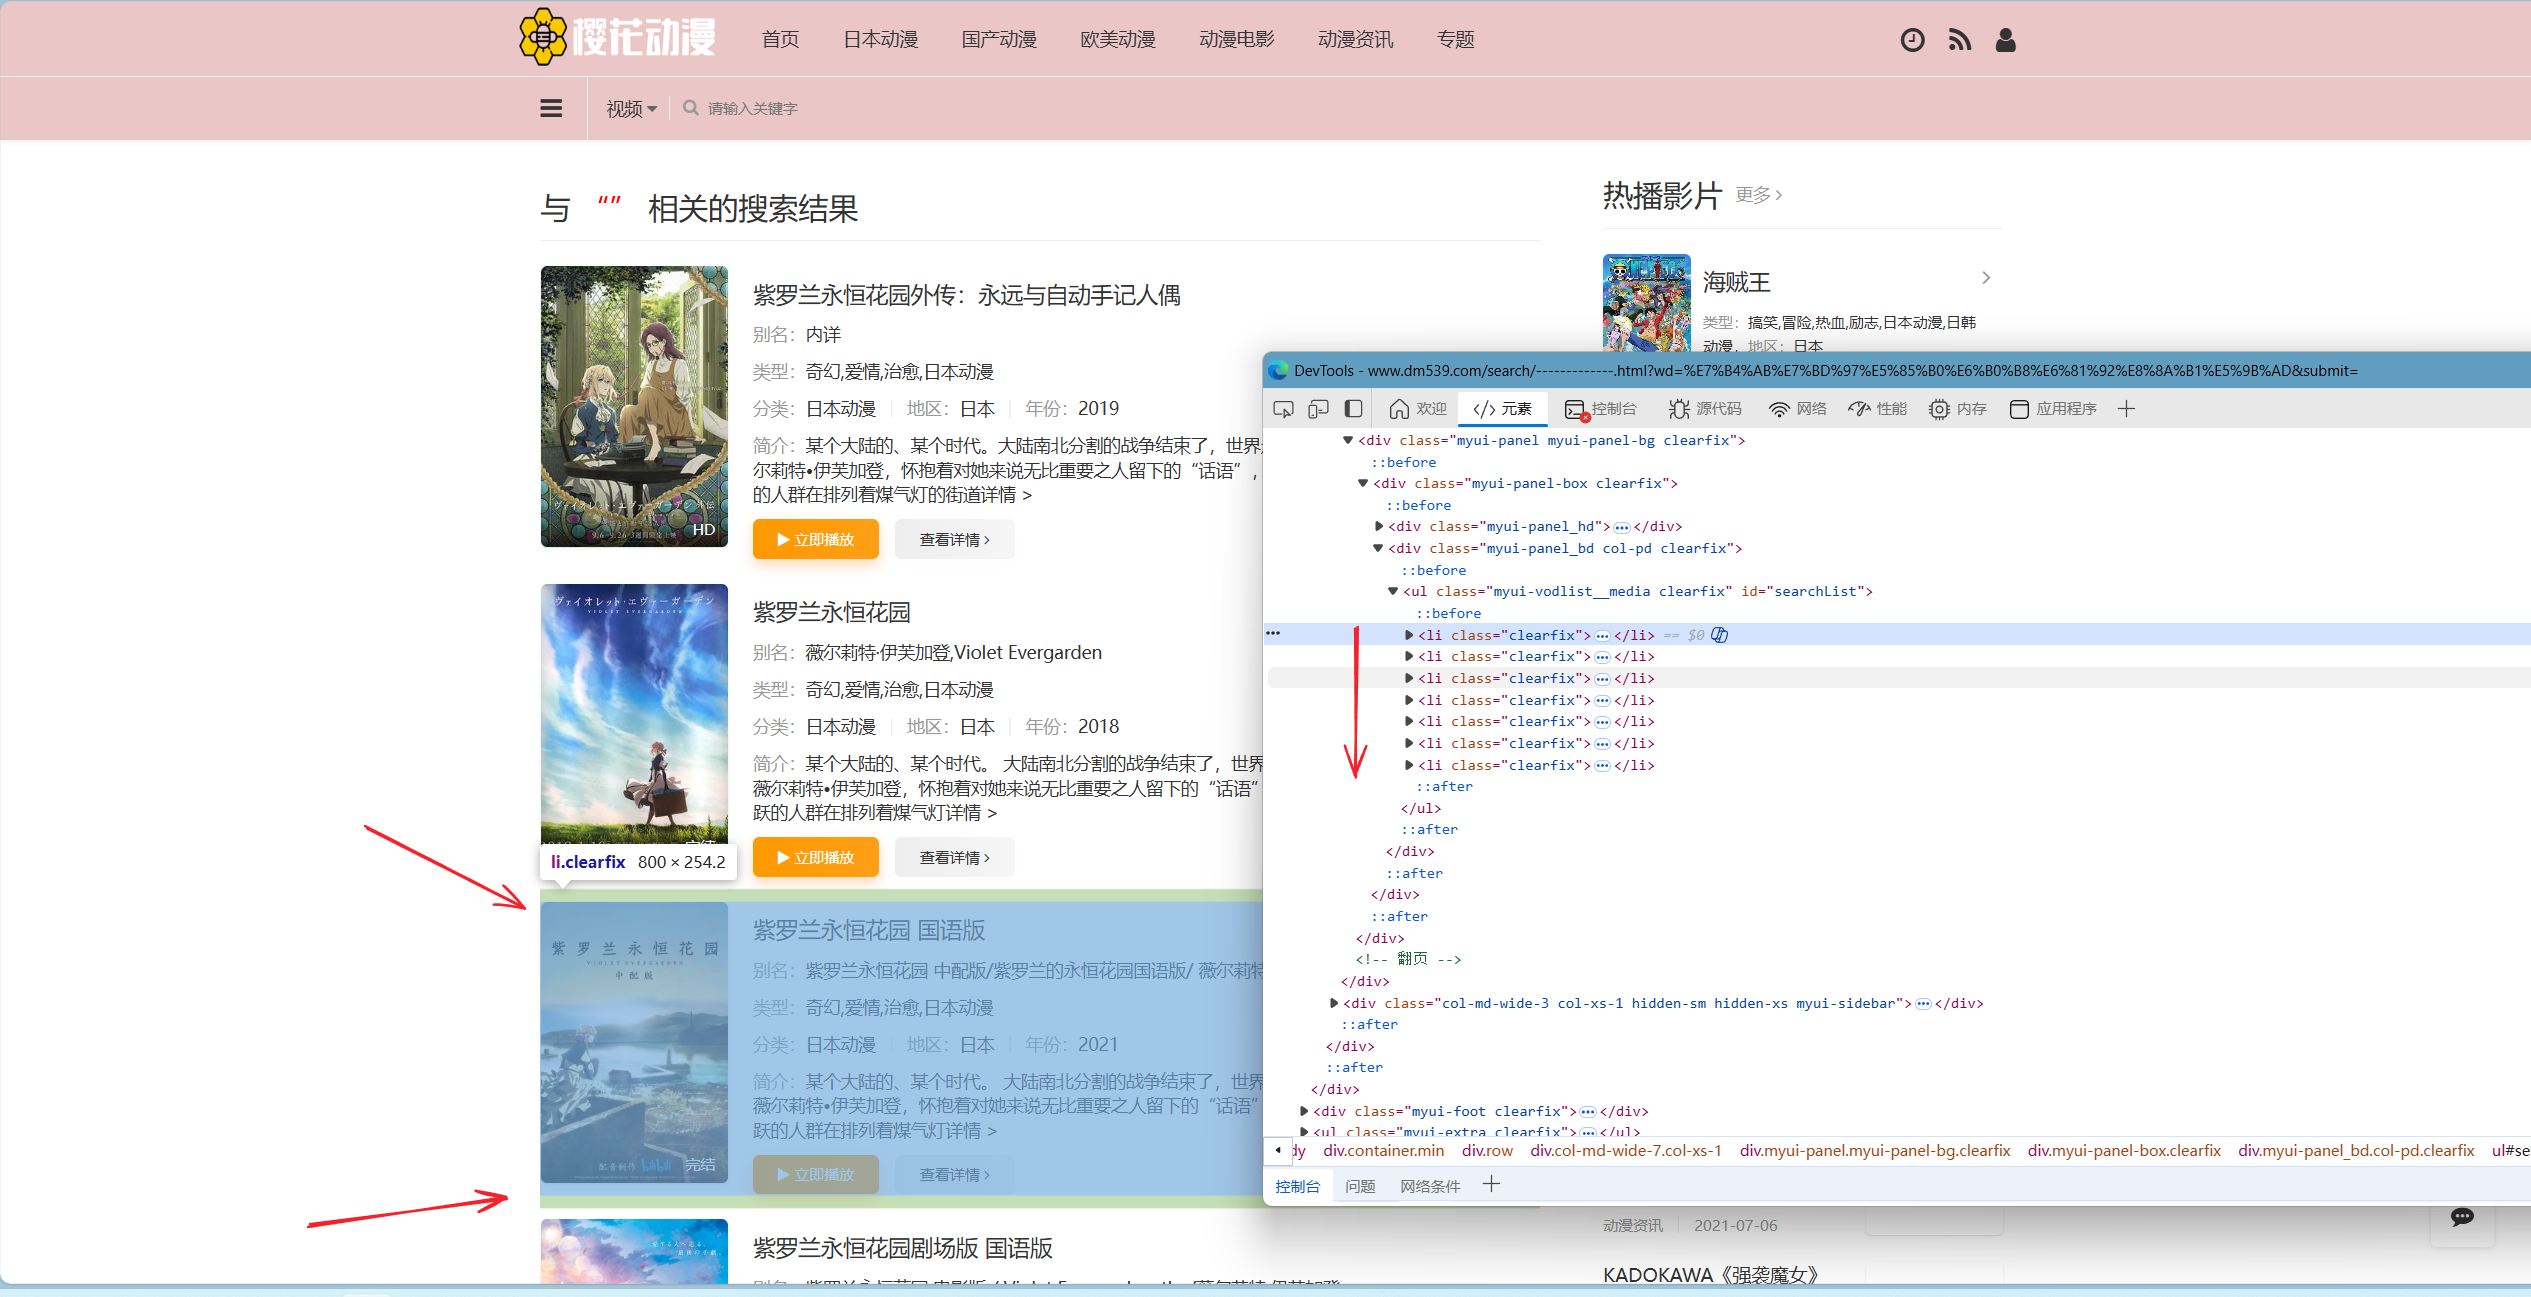 樱花动漫 首页 日本动漫 国产动漫 欧美动漫 动漫电影 动漫资讯 专题
视频 请输入关键字
与 “” 相关的搜索结果
紫罗兰永恒花园外传：永远与自动手记人偶
别名：内详
类型：奇幻,爱情,治愈,日本动漫
分类：日本动漫 地区：日本 年份：2019
简介：某个大陆的、某个时代。大陆南北分割的战争结束了，世界
尔莉特•伊芙加登，怀抱着对她来说无比重要之人留下的“话语”，
的人群在排列着煤气灯的街道详情 >
HD
立即播放 查看详情 >
ヴァイオレット・エヴァーガーデン
紫罗兰永恒花园
别名：薇尔莉特·伊芙加登,Violet Evergarden
类型：奇幻,爱情,治愈,日本动漫
分类：日本动漫 地区：日本 年份：2018
简介：某个大陆的、某个时代。 大陆南北分割的战争结束了，世界
薇尔莉特•伊芙加登，怀抱着对她来说无比重要之人留下的“话语”
跃的人群在排列着煤气灯详情 >
立即播放 查看详情 >
li.clearfix 800 × 254.2
紫罗兰永恒花园
VIOLET EVERGARDEN
中配版
配音制作 bilibili 完结
紫罗兰永恒花园 国语版
别名：紫罗兰永恒花园 中配版/紫罗兰的永恒花园国语版/ 薇尔莉特
类型：奇幻,爱情,治愈,日本动漫
分类：日本动漫 地区：日本 年份：2021
简介：某个大陆的、某个时代。 大陆南北分割的战争结束了，世界
薇尔莉特•伊芙加登，怀抱着对她来说无比重要之人留下的“话语”
跃的人群在排列着煤气灯详情 >
立即播放 查看详情 >
紫罗兰永恒花园剧场版 国语版
热播影片 更多 >
海贼王
类型：搞笑,冒险,热血,励志,日本动漫,日韩
动漫，地区：日本
DevTools - www.dm539.com/search/-------------.html?wd=%E7%B4%AB%E7%BD%97%E5%85%B0%E6%B0%B8%E6%81%92%E8%8A%B1%E5%9B%AD&submit=
欢迎 </> 元素 控制台 源代码 网络 性能 内存 应用程序
<div class="myui-panel myui-panel-bg clearfix">
::before
<div class="myui-panel-box clearfix">
::before
<div class="myui-panel_hd">…</div>
<div class="myui-panel_bd col-pd clearfix">
::before
<ul class="myui-vodlist__media clearfix" id="searchList">
::before
<li class="clearfix">…</li> == $0
<li class="clearfix">…</li>
<li class="clearfix">…</li>
<li class="clearfix">…</li>
<li class="clearfix">…</li>
<li class="clearfix">…</li>
<li class="clearfix">…</li>
::after
</ul>
::after
</div>
::after
</div>
::after
</div>
<!-- 翻页 -->
</div>
<div class="col-md-wide-3 col-xs-1 hidden-sm hidden-xs myui-sidebar">…</div>
::after
</div>
::after
</div>
<div class="myui-foot clearfix">…</div>
<ul class="myui-extra clearfix">…</ul>
dy div.container.min div.row div.col-md-wide-7.col-xs-1 div.myui-panel.myui-panel-bg.clearfix div.myui-panel-box.clearfix div.myui-panel_bd.col-pd.clearfix ul#se
控制台 问题 网络条件
动漫资讯 2021-07-06
KADOKAWA《强袭魔女》